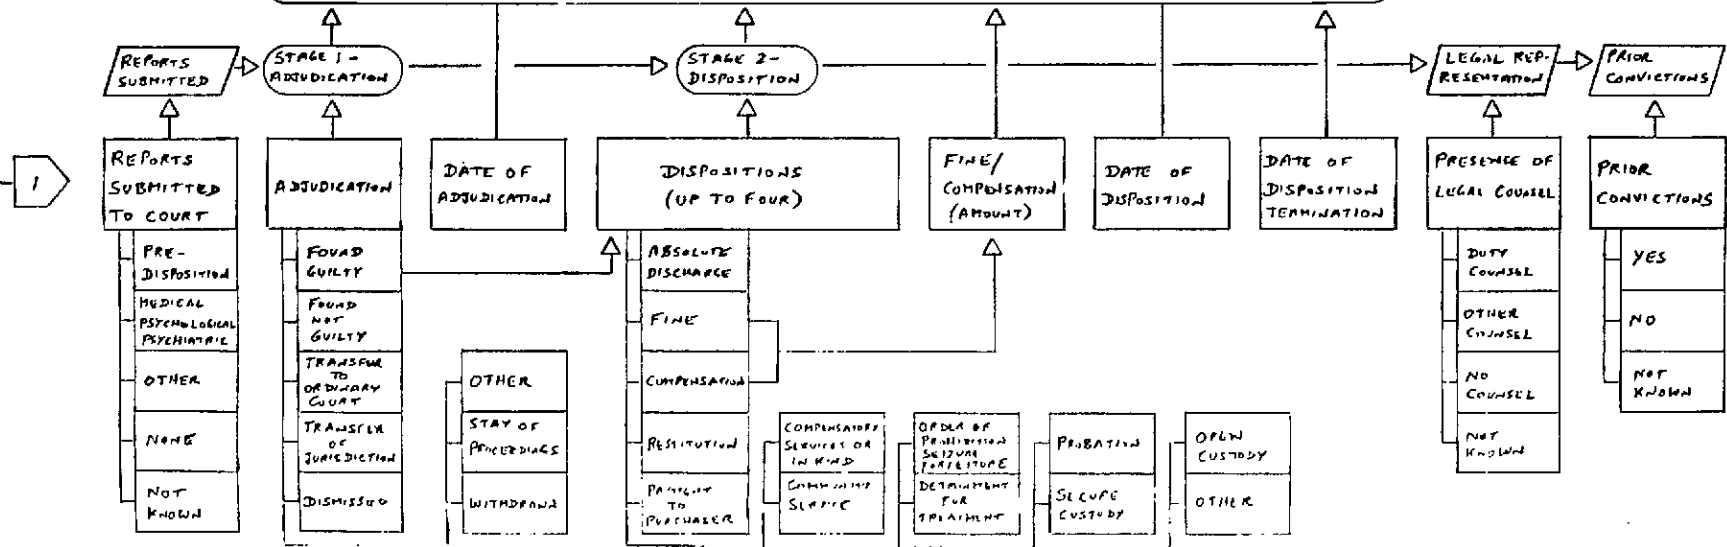 REPORTS
SUBMITTED
STAGE 1-
ADJUDICATION
STAGE 2-
DISPOSITION
LEGAL REP-
RESENTATION
PRIOR
CONVICTIONS
1
REPORTS
SUBMITTED
TO COURT
ADJUDICATION
DATE OF
ADJUDICATION
DISPOSITIONS
(UP TO FOUR)
FINE/
COMPENSATION
(AMOUNT)
DATE OF
DISPOSITION
DATE OF
DISPOSITION
TERMINATION
PRESENCE OF
LEGAL COUNSEL
PRIOR
CONVICTIONS
PRE-
DISPOSITION
MEDICAL
PSYCHOLOGICAL
PSYCHIATRIC
OTHER
NONE
NOT
KNOWN
FOUND
GUILTY
FOUND
NOT
GUILTY
TRANSFER
TO
ORDINARY
COURT
TRANSFER
OF
JURISDICTION
DISMISSED
OTHER
STAY OF
PROCEEDINGS
WITHDRAWN
ABSOLUTE
DISCHARGE
FINE
COMPENSATION
RESTITUTION
PAYMENT
TO
PURCHASER
COMPENSATORY
SERVICES OR
IN KIND
COMMUNITY
SERVICE
ORDER OF
PROHIBITION
SEIZURE
FORFEITURE
DETAINMENT
FOR
TREATMENT
PROBATION
SECURE
CUSTODY
OPEN
CUSTODY
OTHER
DUTY
COUNSEL
OTHER
COUNSEL
NO
COUNSEL
NOT
KNOWN
YES
NO
NOT
KNOWN